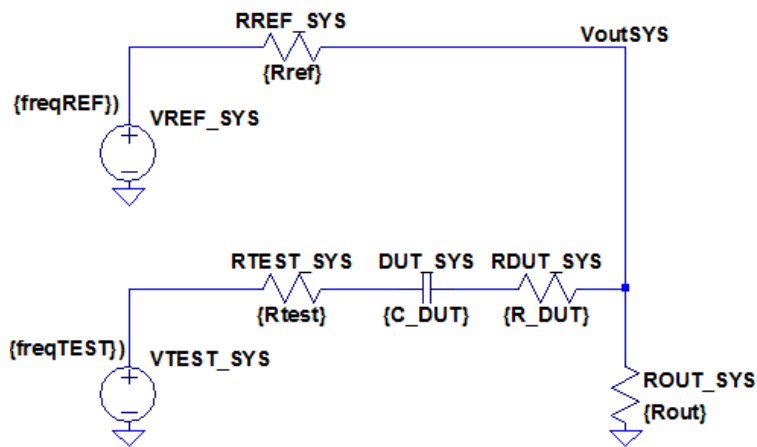 RREF_SYS
VoutSYS
{Rref}
{freqREF})
VREF_SYS
RTEST_SYS
DUT_SYS
RDUT_SYS
{Rtest}
{C_DUT}
{R_DUT}
{freqTEST})
VTEST_SYS
ROUT_SYS
{Rout}